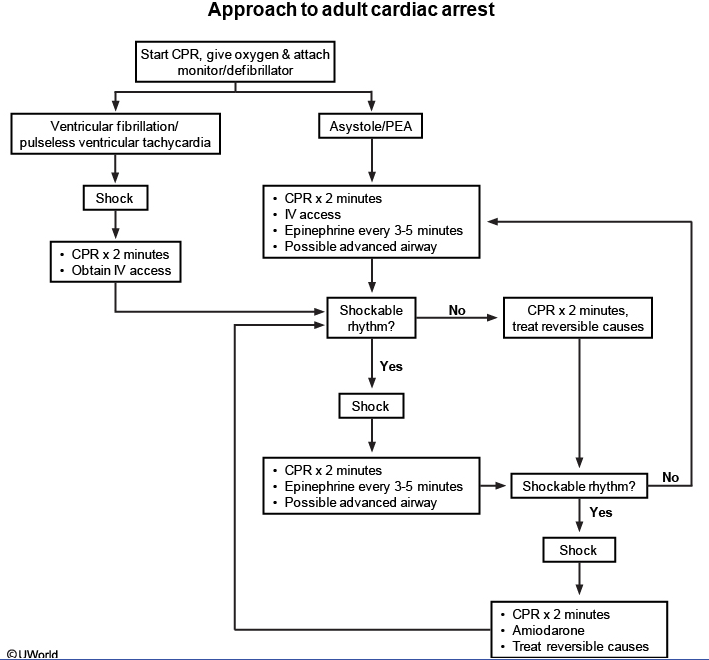 Approach to adult cardiac arrest
Start CPR, give oxygen & attach
monitor/defibrillator
Ventricular fibrillation/
pulseless ventricular tachycardia
Asystole/PEA
Shock
• CPR x 2 minutes
• IV access
• Epinephrine every 3-5 minutes
• Possible advanced airway
• CPR x 2 minutes
• Obtain IV access
Shockable
rhythm?
No
CPR x 2 minutes,
treat reversible causes
Yes
Shock
• CPR x 2 minutes
• Epinephrine every 3-5 minutes
• Possible advanced airway
Shockable rhythm?
No
Yes
Shock
• CPR x 2 minutes
• Amiodarone
• Treat reversible causes
©UWorld